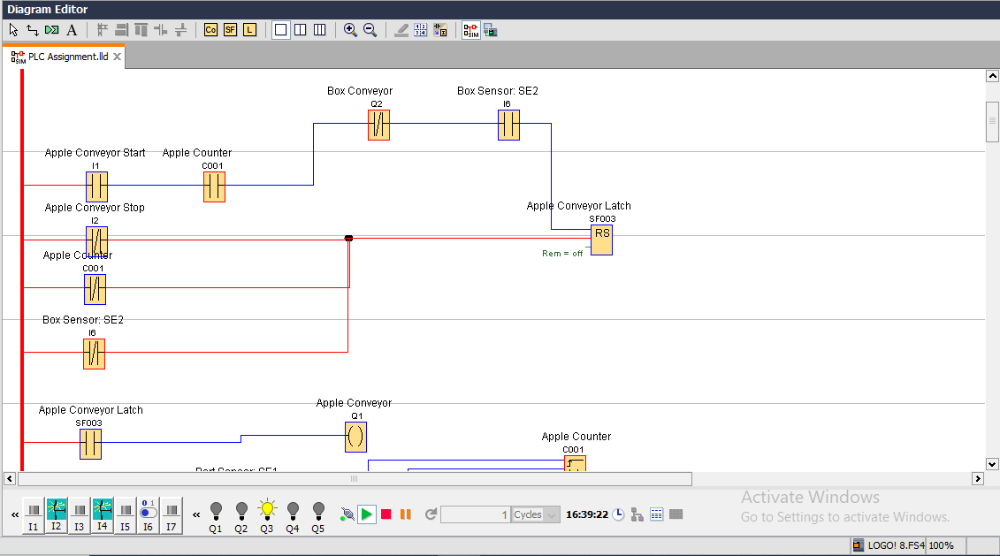 Diagram Editor
A Co SF L
PLC Assignment.lld
Box Conveyor Box Sensor: SE2
Q2 I6
Apple Conveyor Start Apple Counter
I1 C001
Apple Conveyor Stop Apple Conveyor Latch
I2 SF003
RS
Apple Counter Rem = off
C001
Box Sensor: SE2
I6
Apple Conveyor
Apple Conveyor Latch Q1
SF003
Apple Counter
C001
Part Sensor: SE1
0 1
« I1 I2 I3 I4 I5 I6 I7 « Q1 Q2 Q3 Q4 Q5 1 Cycles 16:39:22
Activate Windows
Go to Settings to activate Windows.
LOGO! 8.FS4 100%